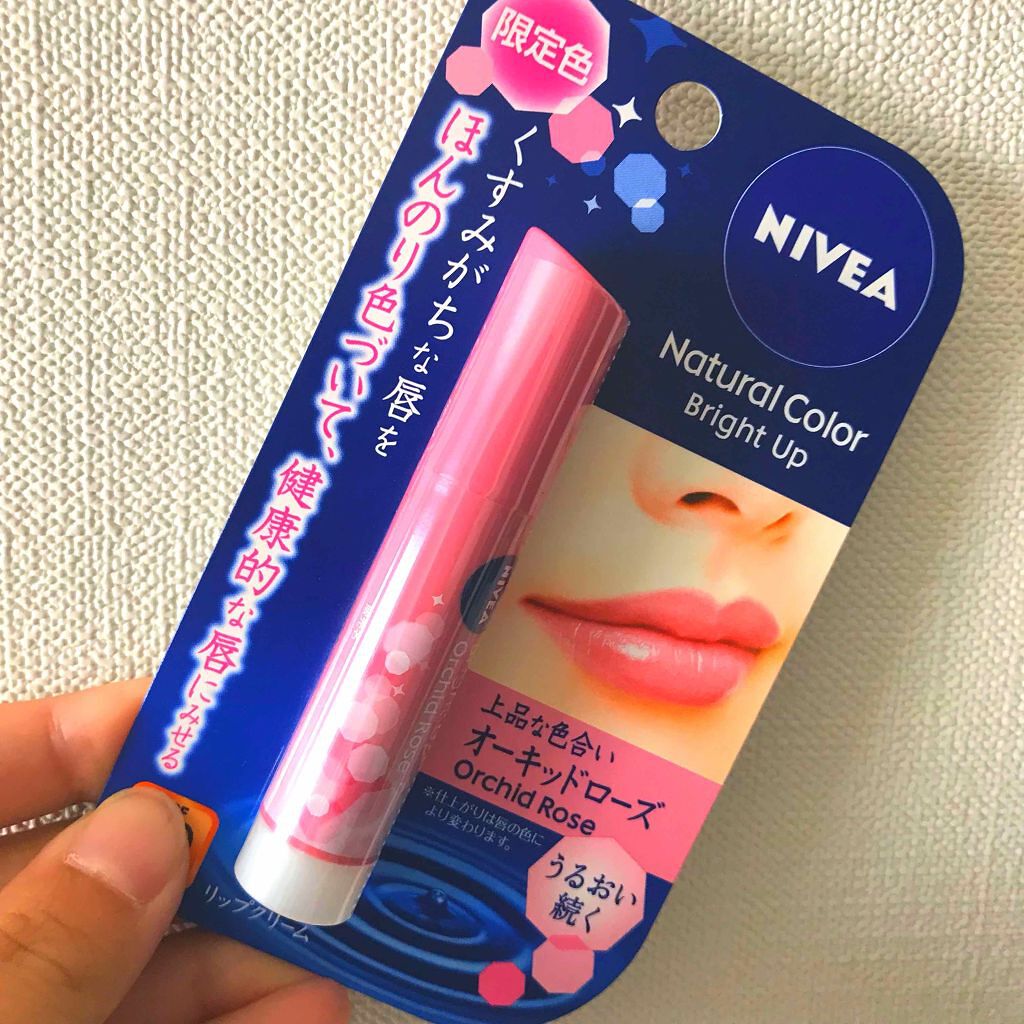 限定色
くすみがちな唇を
ほんのり色づいて、
健康的な唇にみせる
NIVEA
Natural Color
Bright Up
NIVEA
Orchid Rose
上品な色合い
オーキッドローズ
Orchid Rose
※仕上がりは唇の色に
より変わります。
うるおい
続く
リップクリーム